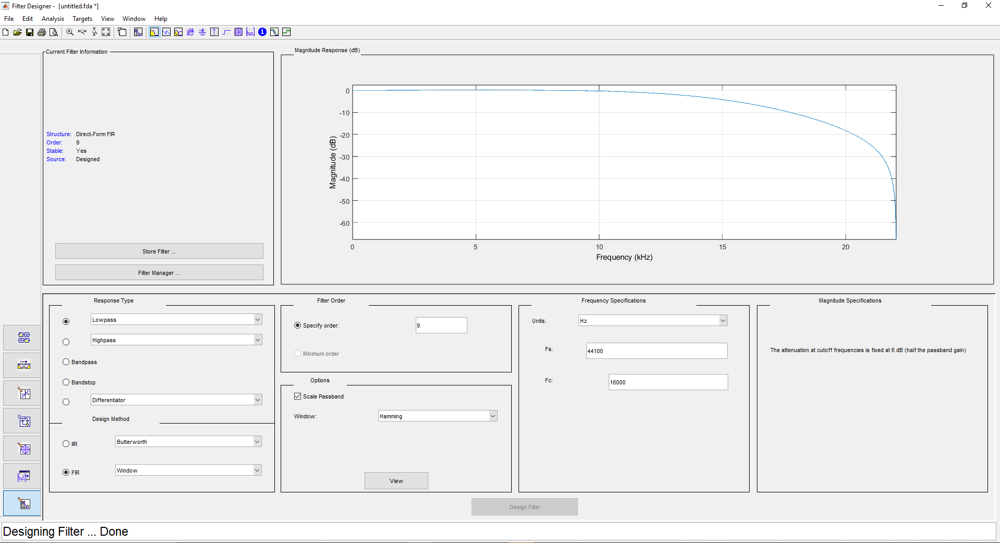 Filter Designer -  [untitled.fda *]
File Edit Analysis Targets View Window Help
Current Filter Information
Structure: Direct-Form FIR
Order: 9
Stable: Yes
Source: Designed
Store Filter ...
Filter Manager ...
Magnitude Response (dB)
Magnitude (dB)
0
-10
-20
-30
-40
-50
-60
0 5 10 15 20
Frequency (kHz)
Response Type
Lowpass
Highpass
Bandpass
Bandstop
Differentiator
Design Method
IIR Butterworth
FIR Window
Filter Order
Specify order: 9
Minimum order
Options
Scale Passband
Window: Hamming
View
Frequency Specifications
Units: Hz
Fs: 44100
Fc: 16000
Magnitude Specifications
The attenuation at cutoff frequencies is fixed at 6 dB (half the passband gain)
Design Filter
Designing Filter ... Done